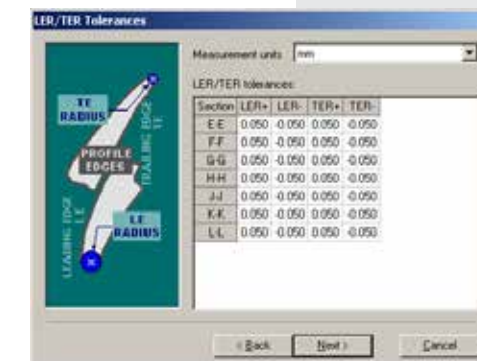 LER/TER Tolerances
Measurement units mm
LER/TER tolerances:
Section LER+ LER- TER+ TER-
E-E 0.050 -0.050 0.050 -0.050
F-F 0.050 -0.050 0.050 -0.050
G-G 0.050 -0.050 0.050 -0.050
H-H 0.050 -0.050 0.050 -0.050
J-J 0.050 -0.050 0.050 -0.050
K-K 0.050 -0.050 0.050 -0.050
L-L 0.050 -0.050 0.050 -0.050
TE
RADIUS
PROFILE
EDGES
TRAILING EDGE
TE
LEADING EDGE
LE
LE
RADIUS
< Back Next > Cancel